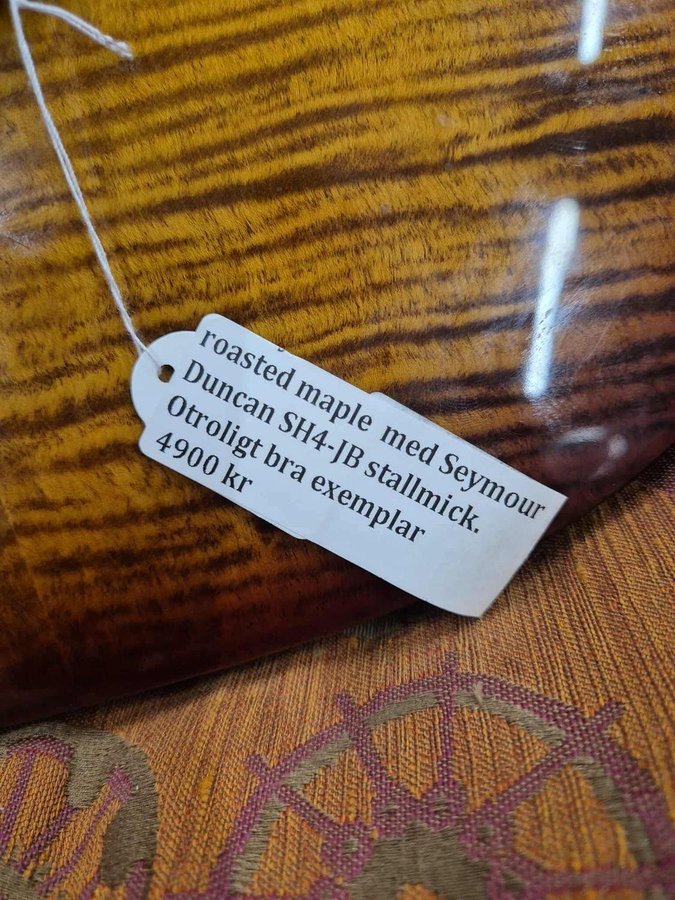 roasted maple med Seymour
Duncan SH4-JB stallmick.
Otroligt bra exemplar
4900 kr